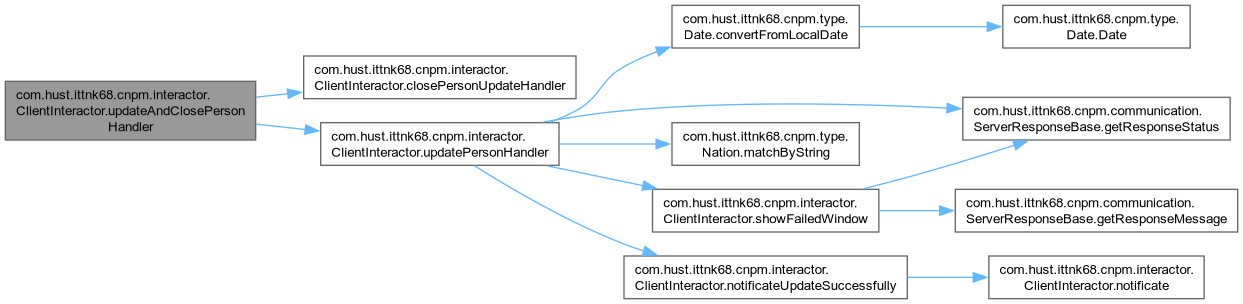 com.hust.ittnk68.cnpm.interactor.
ClientInteractor.updateAndClosePerson
Handler
com.hust.ittnk68.cnpm.interactor.
ClientInteractor.closePersonUpdateHandler
com.hust.ittnk68.cnpm.interactor.
ClientInteractor.updatePersonHandler
com.hust.ittnk68.cnpm.type.
Date.convertFromLocalDate
com.hust.ittnk68.cnpm.type.
Date.Date
com.hust.ittnk68.cnpm.communication.
ServerResponseBase.getResponseStatus
com.hust.ittnk68.cnpm.type.
Nation.matchByString
com.hust.ittnk68.cnpm.interactor.
ClientInteractor.showFailedWindow
com.hust.ittnk68.cnpm.communication.
ServerResponseBase.getResponseMessage
com.hust.ittnk68.cnpm.interactor.
ClientInteractor.notificateUpdateSuccessfully
com.hust.ittnk68.cnpm.interactor.
ClientInteractor.notificate